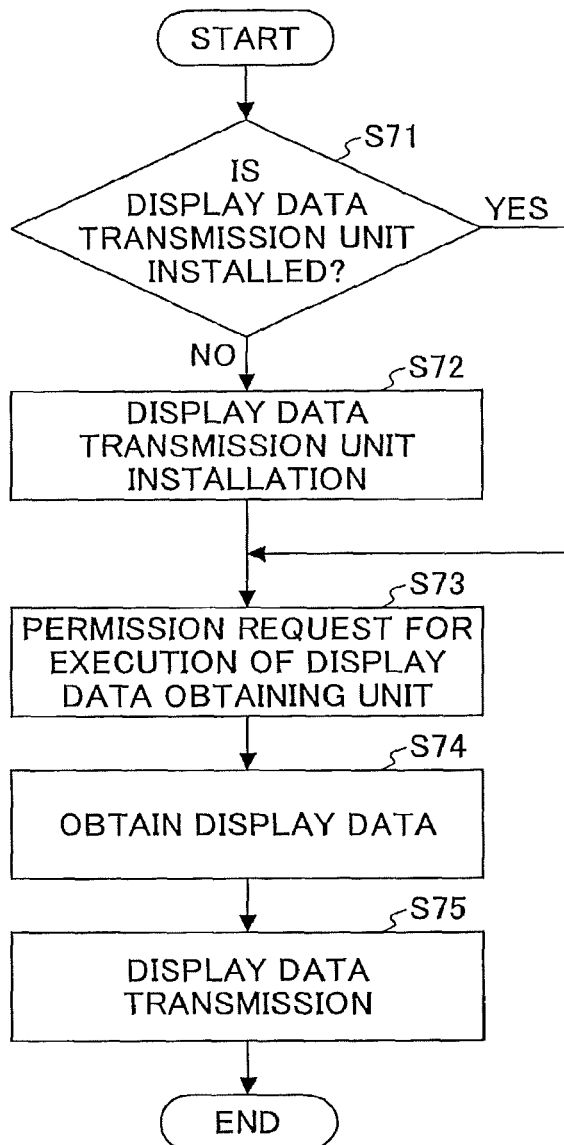 START
S71
IS
DISPLAY DATA
TRANSMISSION UNIT
INSTALLED?
YES
NO
S72
DISPLAY DATA
TRANSMISSION UNIT
INSTALLATION
S73
PERMISSION REQUEST FOR
EXECUTION OF DISPLAY
DATA OBTAINING UNIT
S74
OBTAIN DISPLAY DATA
S75
DISPLAY DATA
TRANSMISSION
END